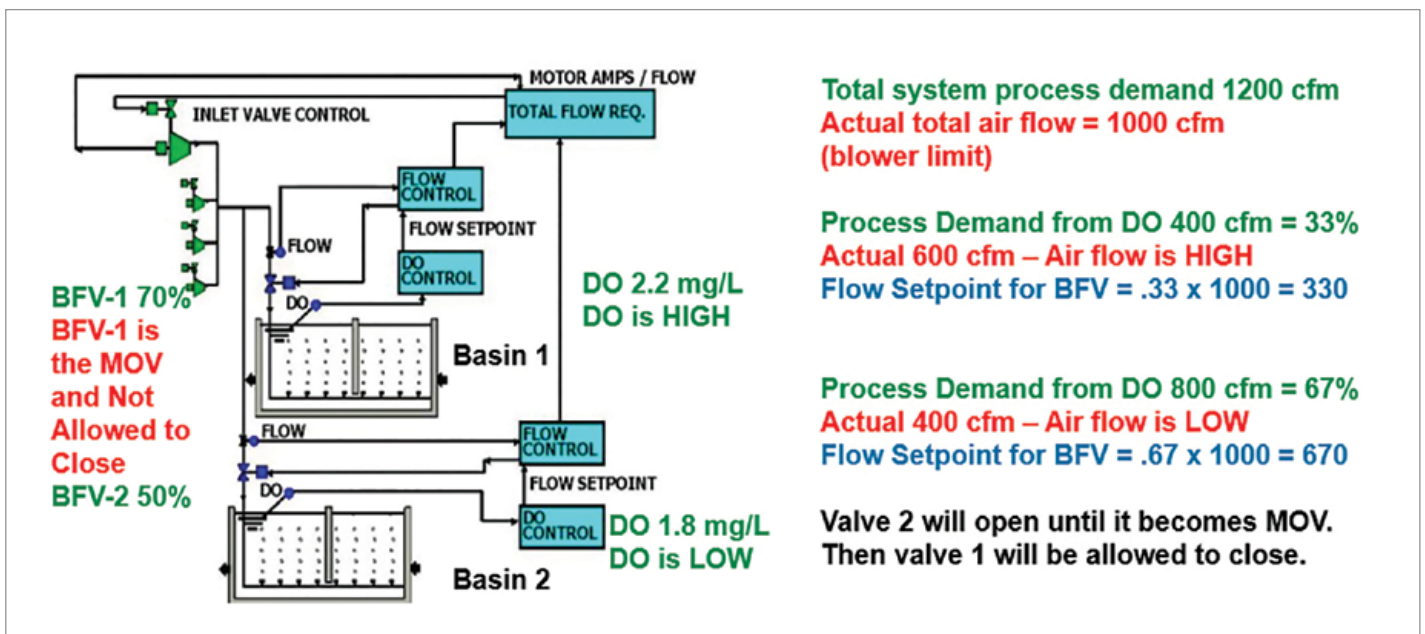 MOTOR AMPS / FLOW
INLET VALVE CONTROL
TOTAL FLOW REQ.
FLOW
CONTROL
FLOW SETPOINT
FLOW
DO
CONTROL
DO
BFV-1 70%
BFV-1 is
the MOV
and Not
Allowed to
Close
BFV-2 50%
DO 2.2 mg/L
DO is HIGH
Basin 1
FLOW
FLOW
CONTROL
FLOW SETPOINT
DO
DO
CONTROL
DO 1.8 mg/L
DO is LOW
Basin 2
Total system process demand 1200 cfm
Actual total air flow = 1000 cfm
(blower limit)
Process Demand from DO 400 cfm = 33%
Actual 600 cfm – Air flow is HIGH
Flow Setpoint for BFV = .33 x 1000 = 330
Process Demand from DO 800 cfm = 67%
Actual 400 cfm – Air flow is LOW
Flow Setpoint for BFV = .67 x 1000 = 670
Valve 2 will open until it becomes MOV.
Then valve 1 will be allowed to close.